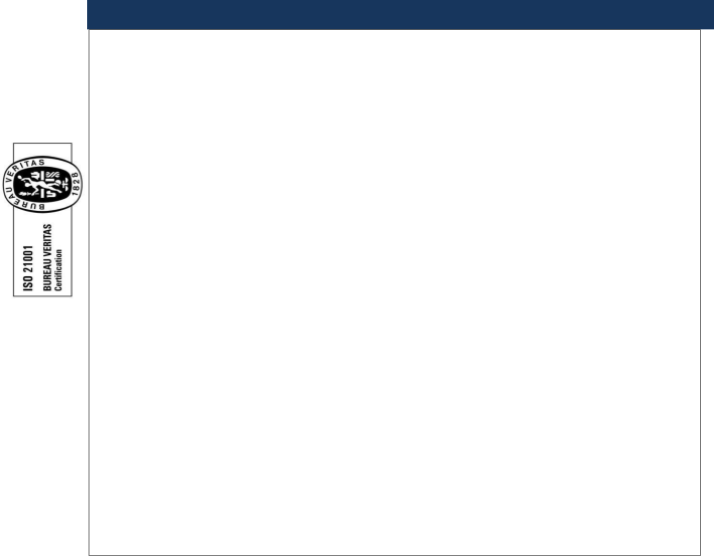 BUREAU VERITAS
1828
ISO 21001
BUREAU VERITAS
Certification